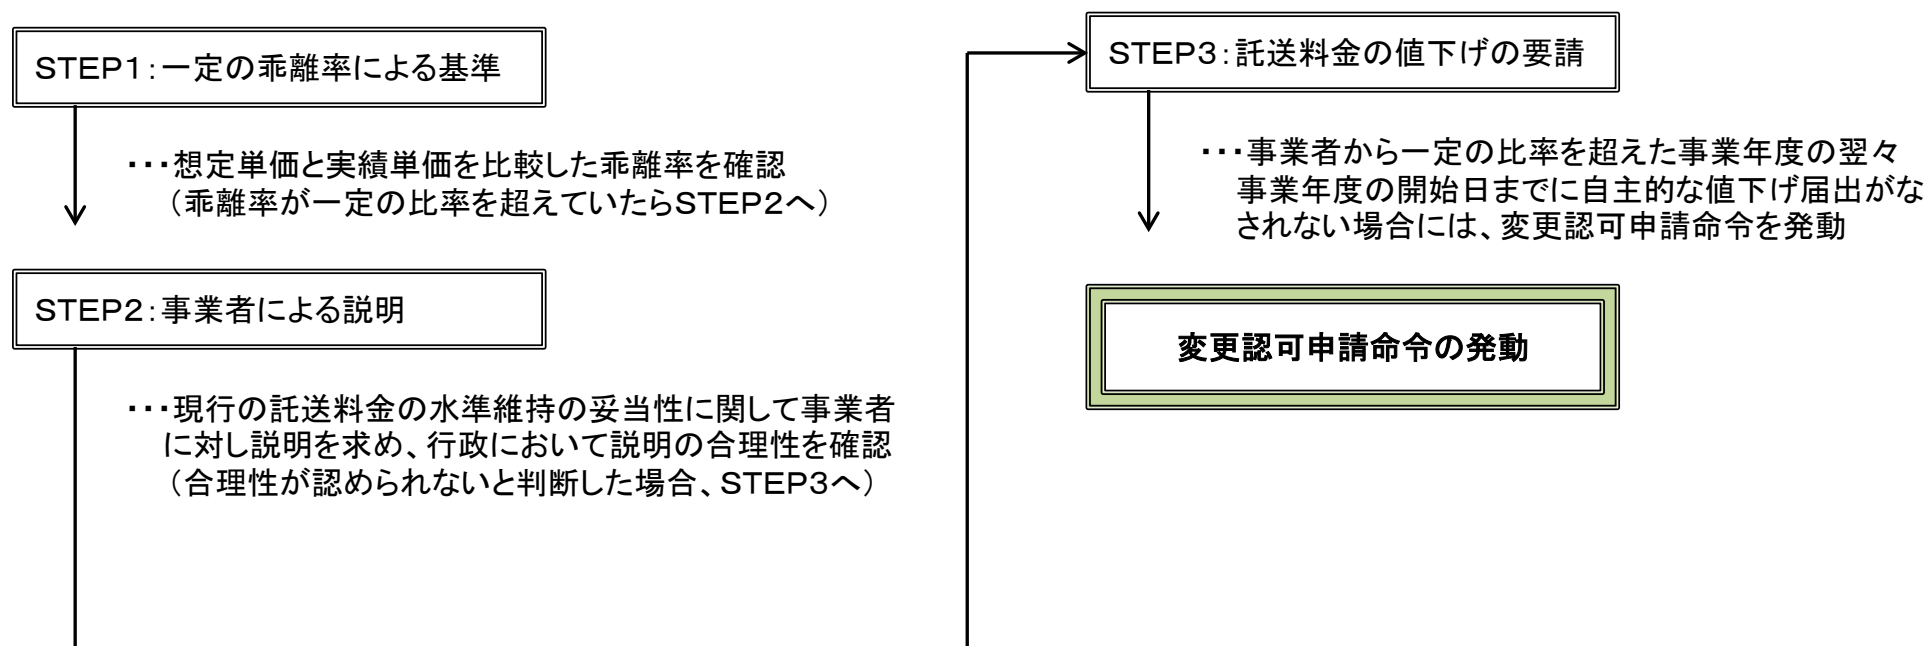 STEP1:一定の乖離率による基準
・・・想定単価と実績単価を比較した乖離率を確認
(乖離率が一定の比率を超えていたらSTEP2へ)
STEP2:事業者による説明
・・・現行の託送料金の水準維持の妥当性に関して事業者
に対し説明を求め、行政において説明の合理性を確認
(合理性が認められないと判断した場合、STEP3へ)
STEP3:託送料金の値下げの要請
・・・事業者から一定の比率を超えた事業年度の翌々
事業年度の開始日までに自主的な値下げ届出がな
されない場合には、変更認可申請命令を発動
変更認可申請命令の発動